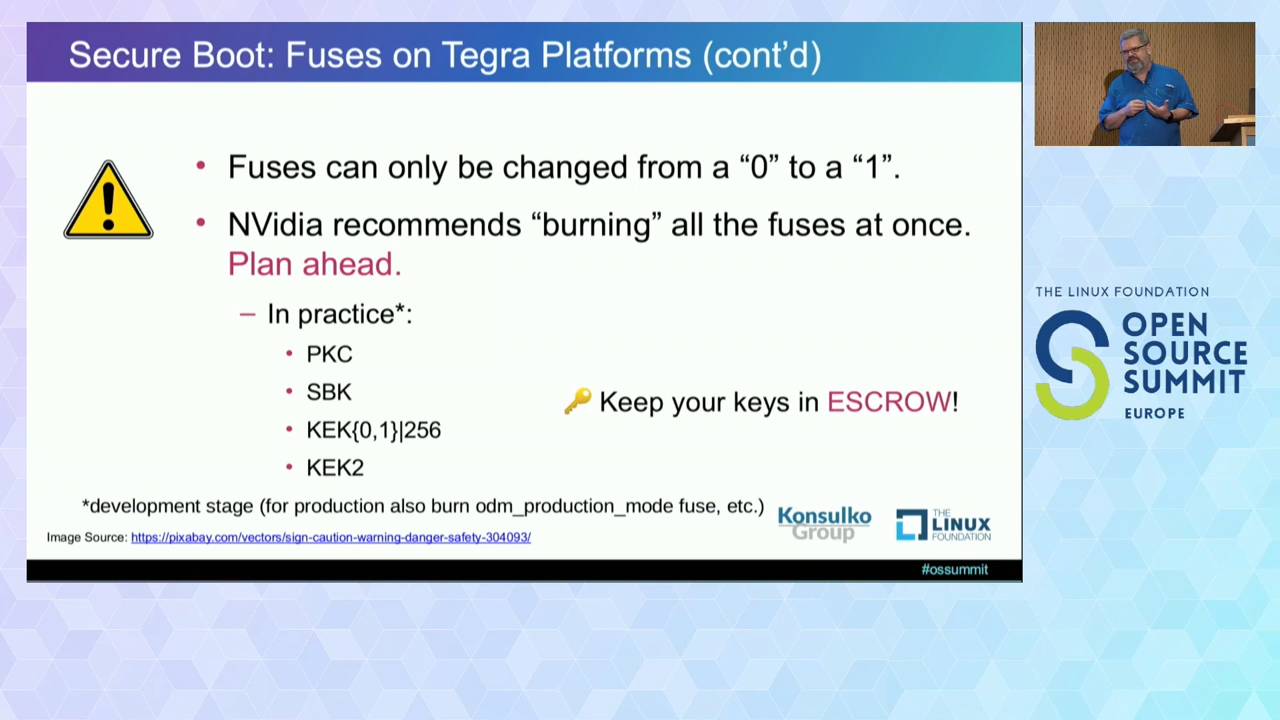 Secure Boot: Fuses on Tegra Platforms (cont’d)
• Fuses can only be changed from a “0” to a “1”.
• NVidia recommends “burning” all the fuses at once.
Plan ahead.
– In practice*:
• PKC
• SBK
• KEK{0,1}|256
• KEK2
🔑 Keep your keys in ESCROW!
*development stage (for production also burn odm_production_mode fuse, etc.)
Image Source: https://pixabay.com/vectors/sign-caution-warning-danger-safety-304093/
Konsulko
Group
THE
LINUX
FOUNDATION
#ossummit
THE LINUX FOUNDATION
OPEN
SOURCE
SUMMIT
EUROPE